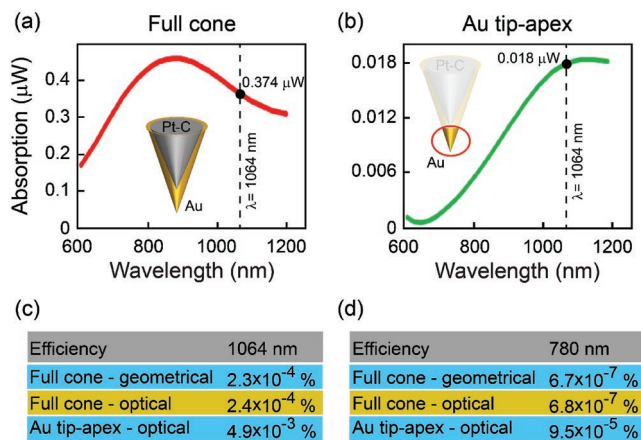 (a) Full cone
Absorption (µW)
0.4
0.3
0.2
0.1
0
0.374 µW
Pt-C
Au
λ= 1064 nm
600 800 1000 1200
Wavelength (nm)
(b) Au tip-apex
0.018
0.012
0.006
0
0.018 µW
Pt-C
Au
λ= 1064 nm
600 800 1000 1200
Wavelength (nm)
(c)
Efficiency 1064 nm
Full cone - geometrical 2.3x10⁻⁴ %
Full cone - optical 2.4x10⁻⁴ %
Au tip-apex - optical 4.9x10⁻³ %
(d)
Efficiency 780 nm
Full cone - geometrical 6.7x10⁻⁷ %
Full cone - optical 6.8x10⁻⁷ %
Au tip-apex - optical 9.5x10⁻⁵ %